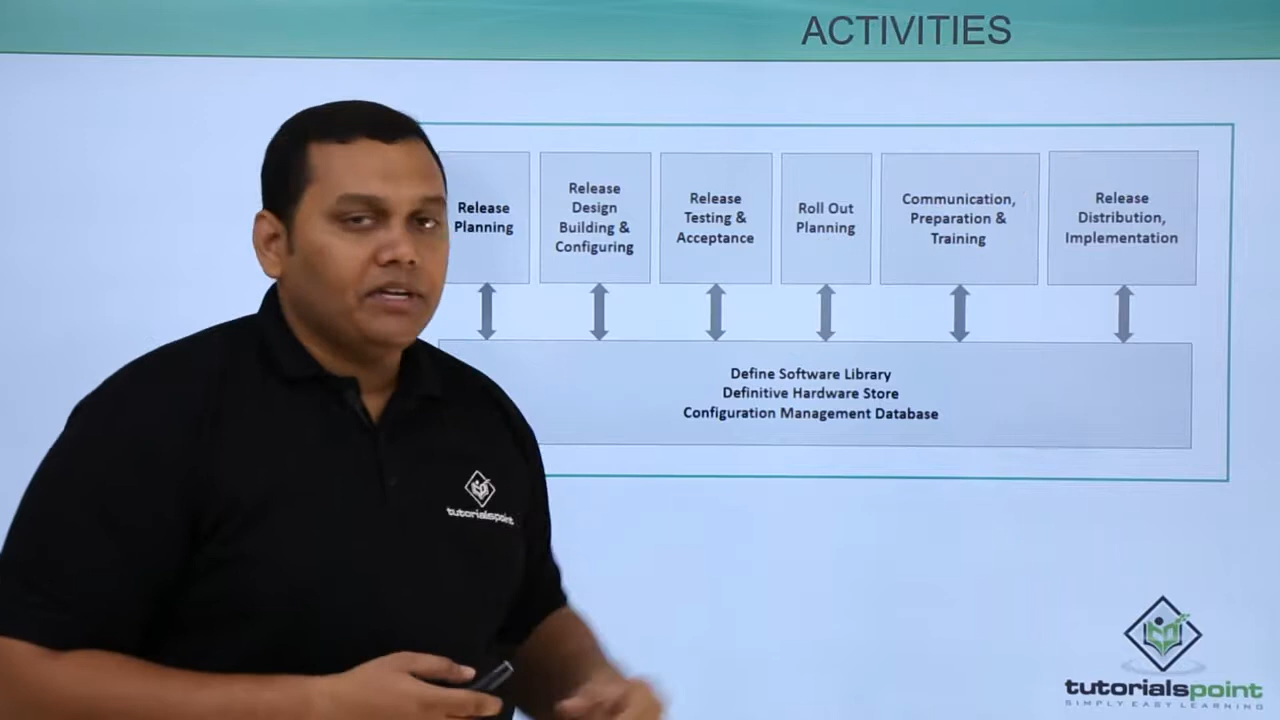 ACTIVITIES
Release
Planning
Release
Design
Building &
Configuring
Release
Testing &
Acceptance
Roll Out
Planning
Communication,
Preparation &
Training
Release
Distribution,
Implementation
Define Software Library
Definitive Hardware Store
Configuration Management Database
tutorialspoint
tutorialspoint
SIMPLY EASY LEARNING